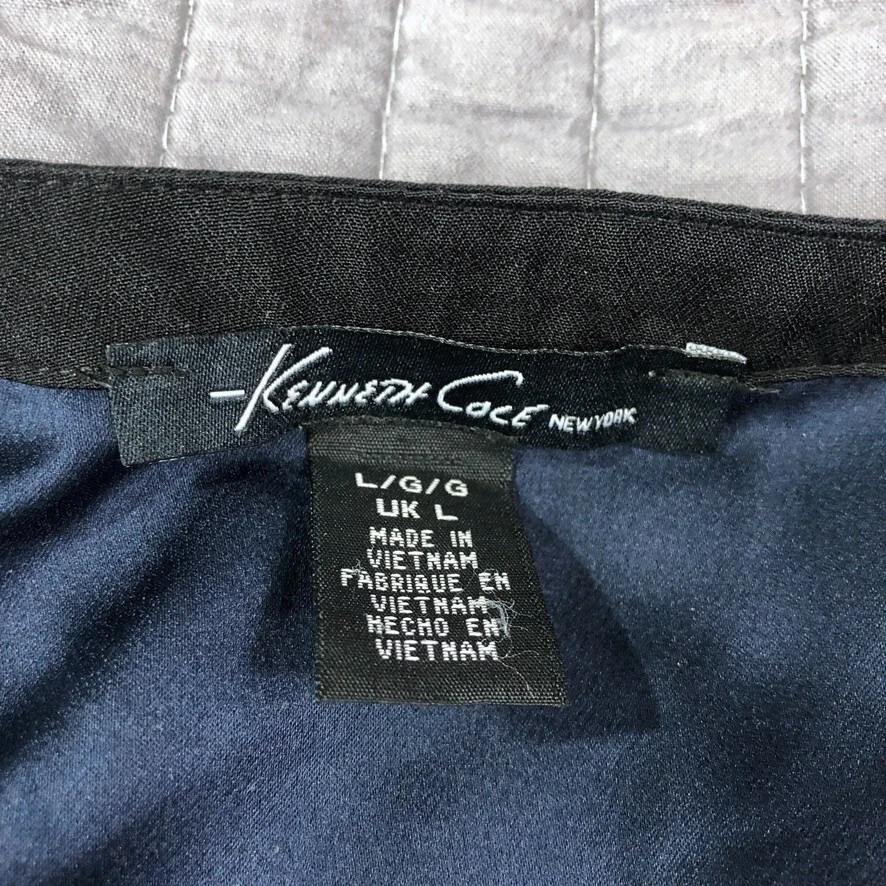 -Kenneth Cole NEW YORK
L/G/G
UK L
MADE IN
VIETNAM
FABRIQUE EN
VIETNAM
HECHO EN
VIETNAM